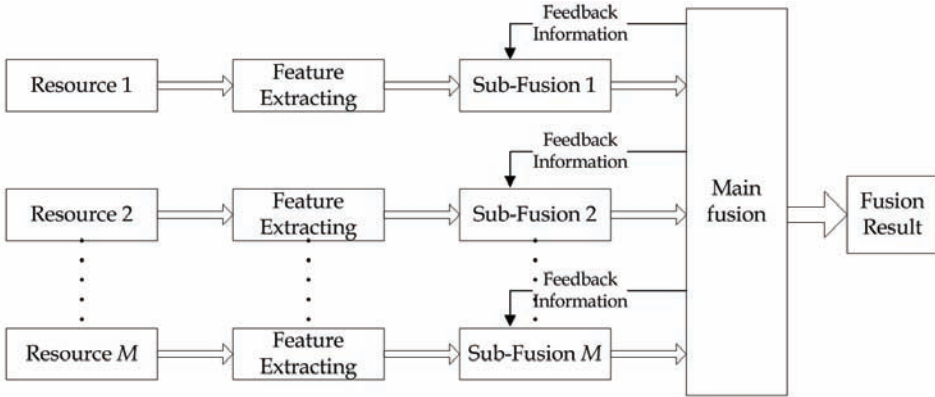 Feedback
Information
Resource 1
Feature
Extracting
Sub-Fusion 1
Feedback
Information
Resource 2
Feature
Extracting
Sub-Fusion 2
Main
fusion
Fusion
Result
Feedback
Information
Resource M
Feature
Extracting
Sub-Fusion M